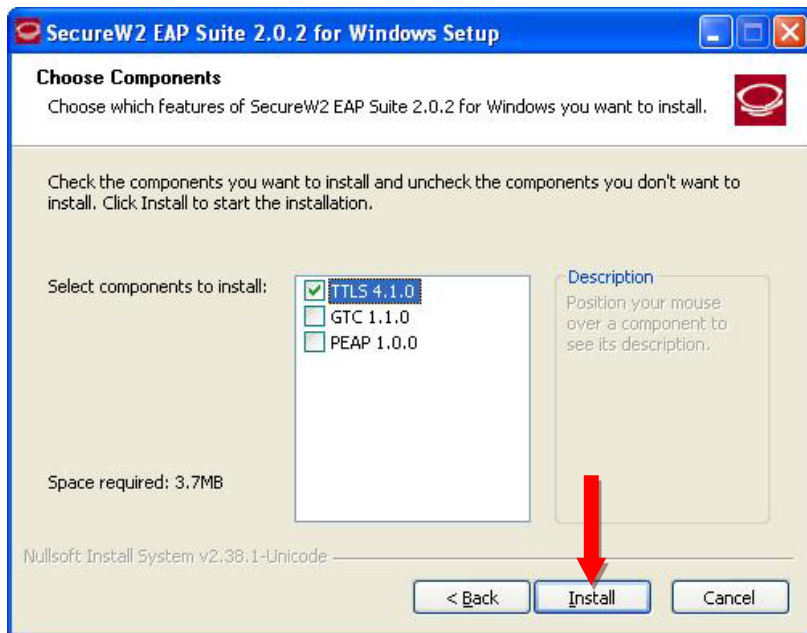 SecureW2 EAP Suite 2.0.2 for Windows Setup
Choose Components
Choose which features of SecureW2 EAP Suite 2.0.2 for Windows you want to install.
Check the components you want to install and uncheck the components you don't want to
install. Click Install to start the installation.
Select components to install:
TTLS 4.1.0
GTC 1.1.0
PEAP 1.0.0
Description
Position your mouse
over a component to
see its description.
Space required: 3.7MB
Nullsoft Install System v2.38.1-Unicode
< Back
Install
Cancel